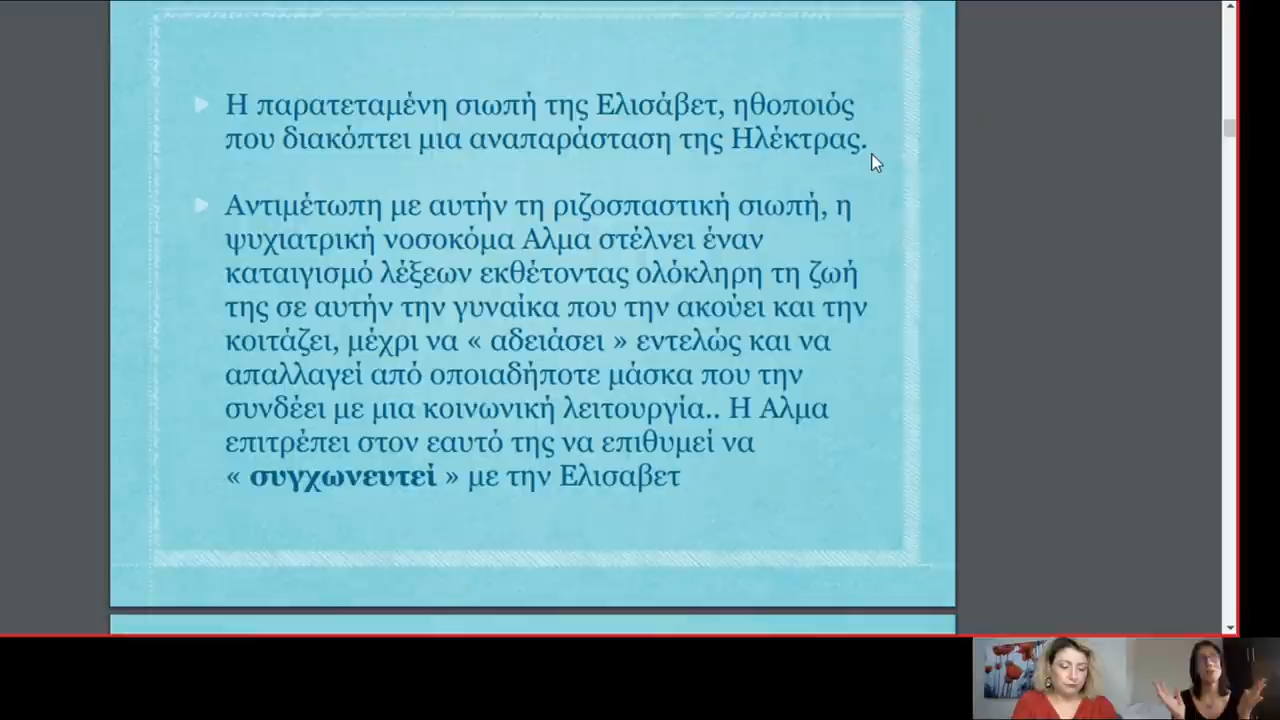 Η παρατεταμένη σιωπή της Ελισάβετ, ηθοποιός
που διακόπτει μια αναπαράσταση της Ηλέκτρας.
Αντιμέτωπη με αυτήν τη ριζοσπαστική σιωπή, η
ψυχιατρική νοσοκόμα Αλμα στέλνει έναν
καταιγισμό λέξεων εκθέτοντας ολόκληρη τη ζωή
της σε αυτήν την γυναίκα που την ακούει και την
κοιτάζει, μέχρι να « αδειάσει » εντελώς και να
απαλλαγεί από οποιαδήποτε μάσκα που την
συνδέει με μια κοινωνική λειτουργία.. Η Αλμα
επιτρέπει στον εαυτό της να επιθυμεί να
« συγχωνευτεί » με την Ελισαβετ